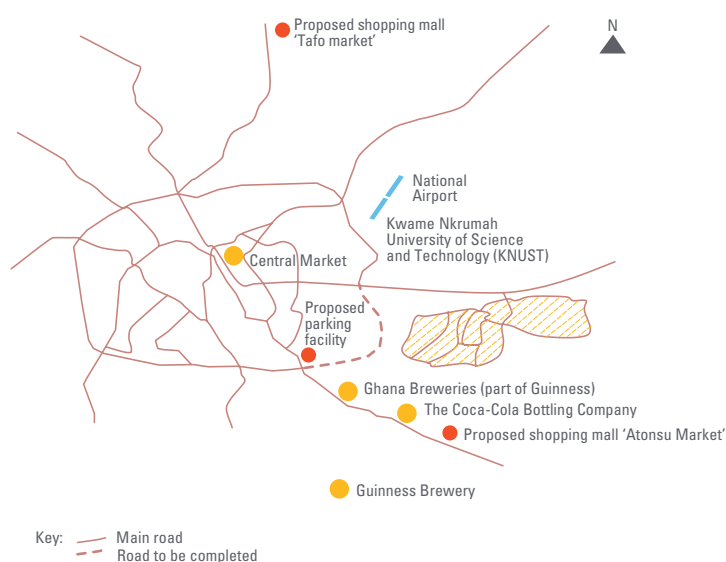 Proposed shopping mall
'Tafo market'
N
National
Airport
Kwame Nkrumah
University of Science
and Technology (KNUST)
Central Market
Proposed
parking
facility
Ghana Breweries (part of Guinness)
The Coca-Cola Bottling Company
Proposed shopping mall 'Atonsu Market'
Guinness Brewery
Key:
Main road
Road to be completed